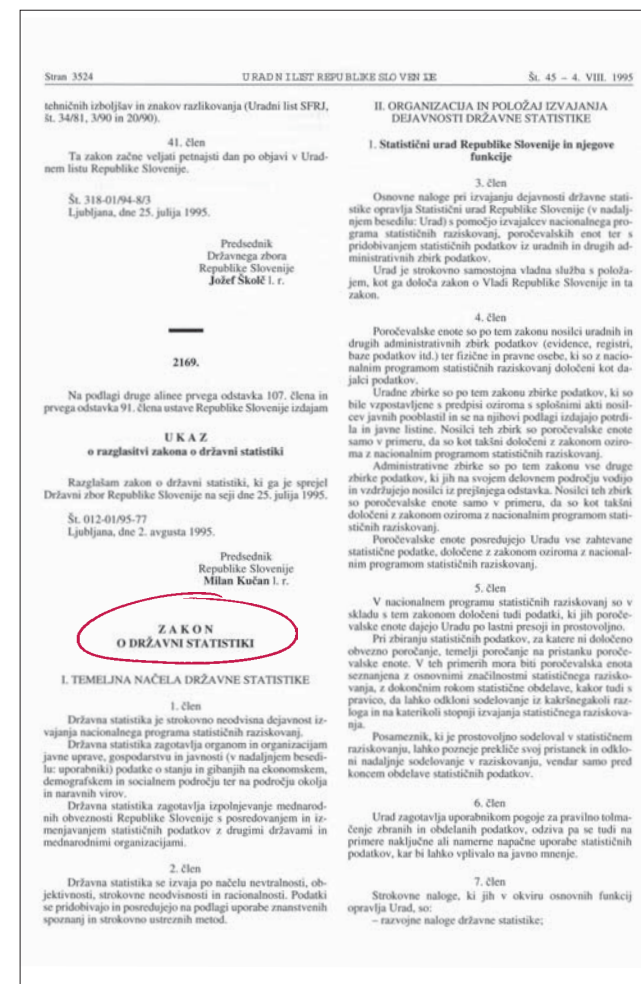 Stran 3524 URADNI LIST REPUBLIKE SLOVENIJE Št. 45 – 4. VIII. 1995
tehničnih izboljšav in znakov razlikovanja (Uradni list SFRJ,
št. 34/81, 3/90 in 20/90).
41. člen
Ta zakon začne veljati petnajsti dan po objavi v Urad-
nem listu Republike Slovenije.
Št. 318-01/94-8/3
Ljubljana, dne 25. julija 1995.
Predsednik
Državnega zbora
Republike Slovenije
Jožef Školč l. r.
2169.
Na podlagi druge alinee prvega odstavka 107. člena in
prvega odstavka 91. člena ustave Republike Slovenije izdajam
U K A Z
o razglasitvi zakona o državni statistiki
Razglašam zakon o državni statistiki, ki ga je sprejel
Državni zbor Republike Slovenije na seji dne 25. julija 1995.
Št. 012-01/95-77
Ljubljana, dne 2. avgusta 1995.
Predsednik
Republike Slovenije
Milan Kučan l. r.
Z A K O N
O DRŽAVNI STATISTIKI
I. TEMELJNA NAČELA DRŽAVNE STATISTIKE
1. člen
Državna statistika je strokovno neodvisna dejavnost iz-
vajanja nacionalnega programa statističnih raziskovanj.
Državna statistika zagotavlja organom in organizacijam
javne uprave, gospodarstvu in javnosti (v nadaljnjem besedi-
lu: uporabniki) podatke o stanju in gibanjih na ekonomskem,
demografskem in socialnem področju ter na področju okolja
in naravnih virov.
Državna statistika zagotavlja izpolnjevanje mednarod-
nih obveznosti Republike Slovenije s posredovanjem in iz-
menjavanjem statističnih podatkov z drugimi državami in
mednarodnimi organizacijami.
2. člen
Državna statistika se izvaja po načelu nevtralnosti, ob-
jektivnosti, strokovne neodvisnosti in racionalnosti. Podatki
se pridobivajo in posredujejo na podlagi uporabe znanstvenih
spoznanj in strokovno ustreznih metod.
II. ORGANIZACIJA IN POLOŽAJ IZVAJANJA
DEJAVNOSTI DRŽAVNE STATISTIKE
1. Statistični urad Republike Slovenije in njegove
funkcije
3. člen
Osnovne naloge pri izvajanju dejavnosti državne stati-
stike opravlja Statistični urad Republike Slovenije (v nadalj-
njem besedilu: Urad) s pomočjo izvajalcev nacionalnega pro-
grama statističnih raziskovanj, poročevalskih enot ter s
pridobivanjem statističnih podatkov iz uradnih in drugih ad-
ministrativnih zbirk podatkov.
Urad je strokovno samostojna vladna služba s položa-
jem, kot ga določa zakon o Vladi Republike Slovenije in ta
zakon.
4. člen
Poročevalske enote so po tem zakonu nosilci uradnih in
drugih administrativnih zbirk podatkov (evidence, registri,
baze podatkov itd.) ter fizične in pravne osebe, ki so z nacio-
nalnim programom statističnih raziskovanj določeni kot da-
jalci podatkov.
Uradne zbirke so po tem zakonu zbirke podatkov, ki so
bile vzpostavljene s predpisi oziroma s splošnimi akti nosil-
cev javnih pooblastil in se na njihovi podlagi izdajajo potrdi-
la in javne listine. Nosilci teh zbirk so poročevalske enote
samo v primeru, da so kot takšni določeni z zakonom oziro-
ma z nacionalnim programom statističnih raziskovanj.
Administrativne zbirke so po tem zakonu vse druge
zbirke podatkov, ki jih na svojem delovnem področju vodijo
in vzdržujejo nosilci iz prejšnjega odstavka. Nosilci teh zbirk
so poročevalske enote samo v primeru, da so kot takšni
določeni z zakonom oziroma z nacionalnim programom stati-
stičnih raziskovanj.
Poročevalske enote posredujejo Uradu vse zahtevane
statistične podatke, določene z zakonom oziroma z nacional-
nim programom statističnih raziskovanj.
5. člen
V nacionalnem programu statističnih raziskovanj so v
skladu s tem zakonom določeni tudi podatki, ki jih poroče-
valske enote dajejo Uradu po lastni presoji in prostovoljno.
Pri zbiranju statističnih podatkov, za katere ni določeno
obvezno poročanje, temelji poročanje na pristanku poroče-
valske enote. V teh primerih mora biti poročevalska enota
seznanjena z osnovnimi značilnostmi statističnega razisko-
vanja, z dokončnim rokom statistične obdelave, kakor tudi s
pravico, da lahko odkloni sodelovanje iz kakršnegakoli raz-
loga in na katerikoli stopnji izvajanja statističnega raziskova-
nja.
Posameznik, ki je prostovoljno sodeloval v statističnem
raziskovanju, lahko pozneje prekliče svoj pristanek in odklo-
ni nadaljnje sodelovanje v raziskovanju, vendar samo pred
koncem obdelave statističnih podatkov.
6. člen
Urad zagotavlja uporabnikom pogoje za pravilno tolma-
čenje zbranih in obdelanih podatkov, odziva pa se tudi na
primere naključne ali namerne napačne uporabe statističnih
podatkov, kar bi lahko vplivalo na javno mnenje.
7. člen
Strokovne naloge, ki jih v okviru osnovnih funkcij
opravlja Urad, so:
– razvojne naloge državne statistike;